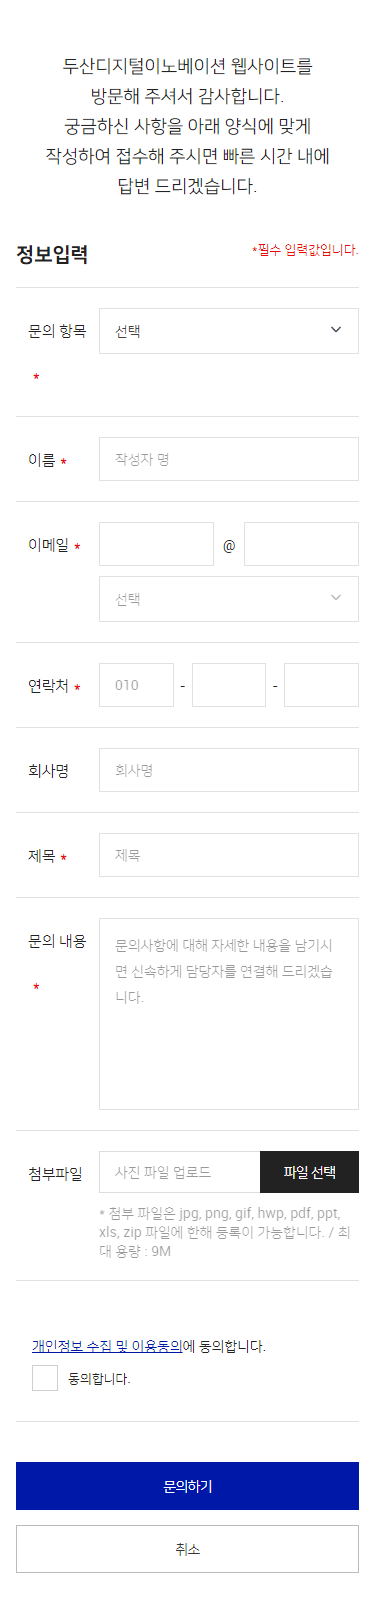 두산디지털이노베이션 웹사이트를
방문해 주셔서 감사합니다.
궁금하신 사항을 아래 양식에 맞게
작성하여 접수해 주시면 빠른 시간 내에
답변 드리겠습니다.
정보입력
*필수 입력값입니다.
문의 항목 *
선택
이름 *
작성자 명
이메일 *
@
선택
연락처 *
010 - -
회사명
회사명
제목 *
제목
문의 내용 *
문의사항에 대해 자세한 내용을 남기시
면 신속하게 담당자를 연결해 드리겠습
니다.
첨부파일
사진 파일 업로드
파일 선택
* 첨부 파일은 jpg, png, gif, hwp, pdf, ppt,
xls, zip 파일에 한해 등록이 가능합니다. / 최
대 용량 : 9M
개인정보 수집 및 이용동의에 동의합니다.
동의합니다.
문의하기
취소